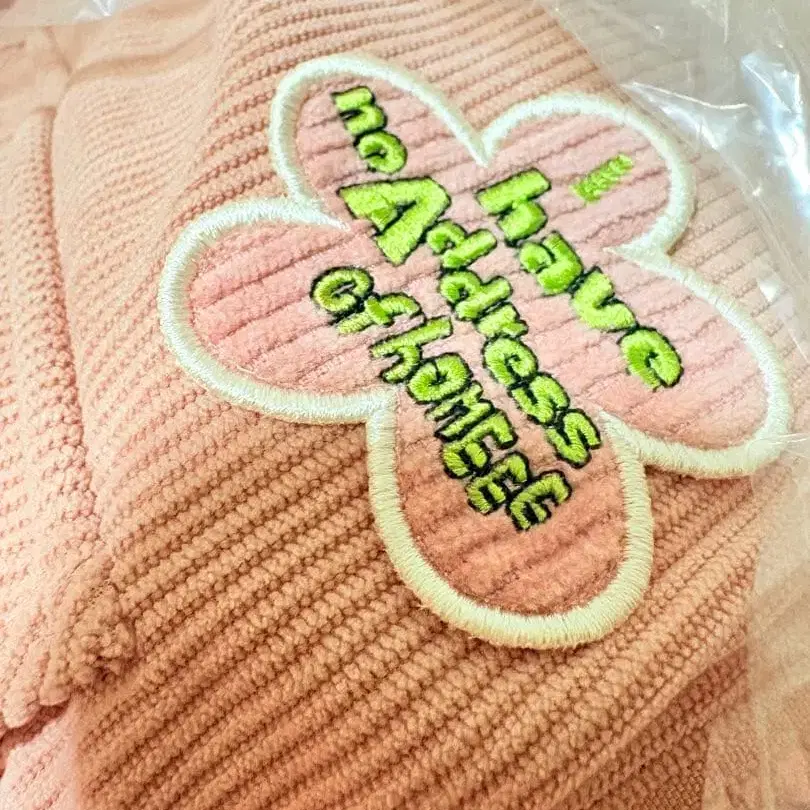 I
have
no Address
of hoMEEE